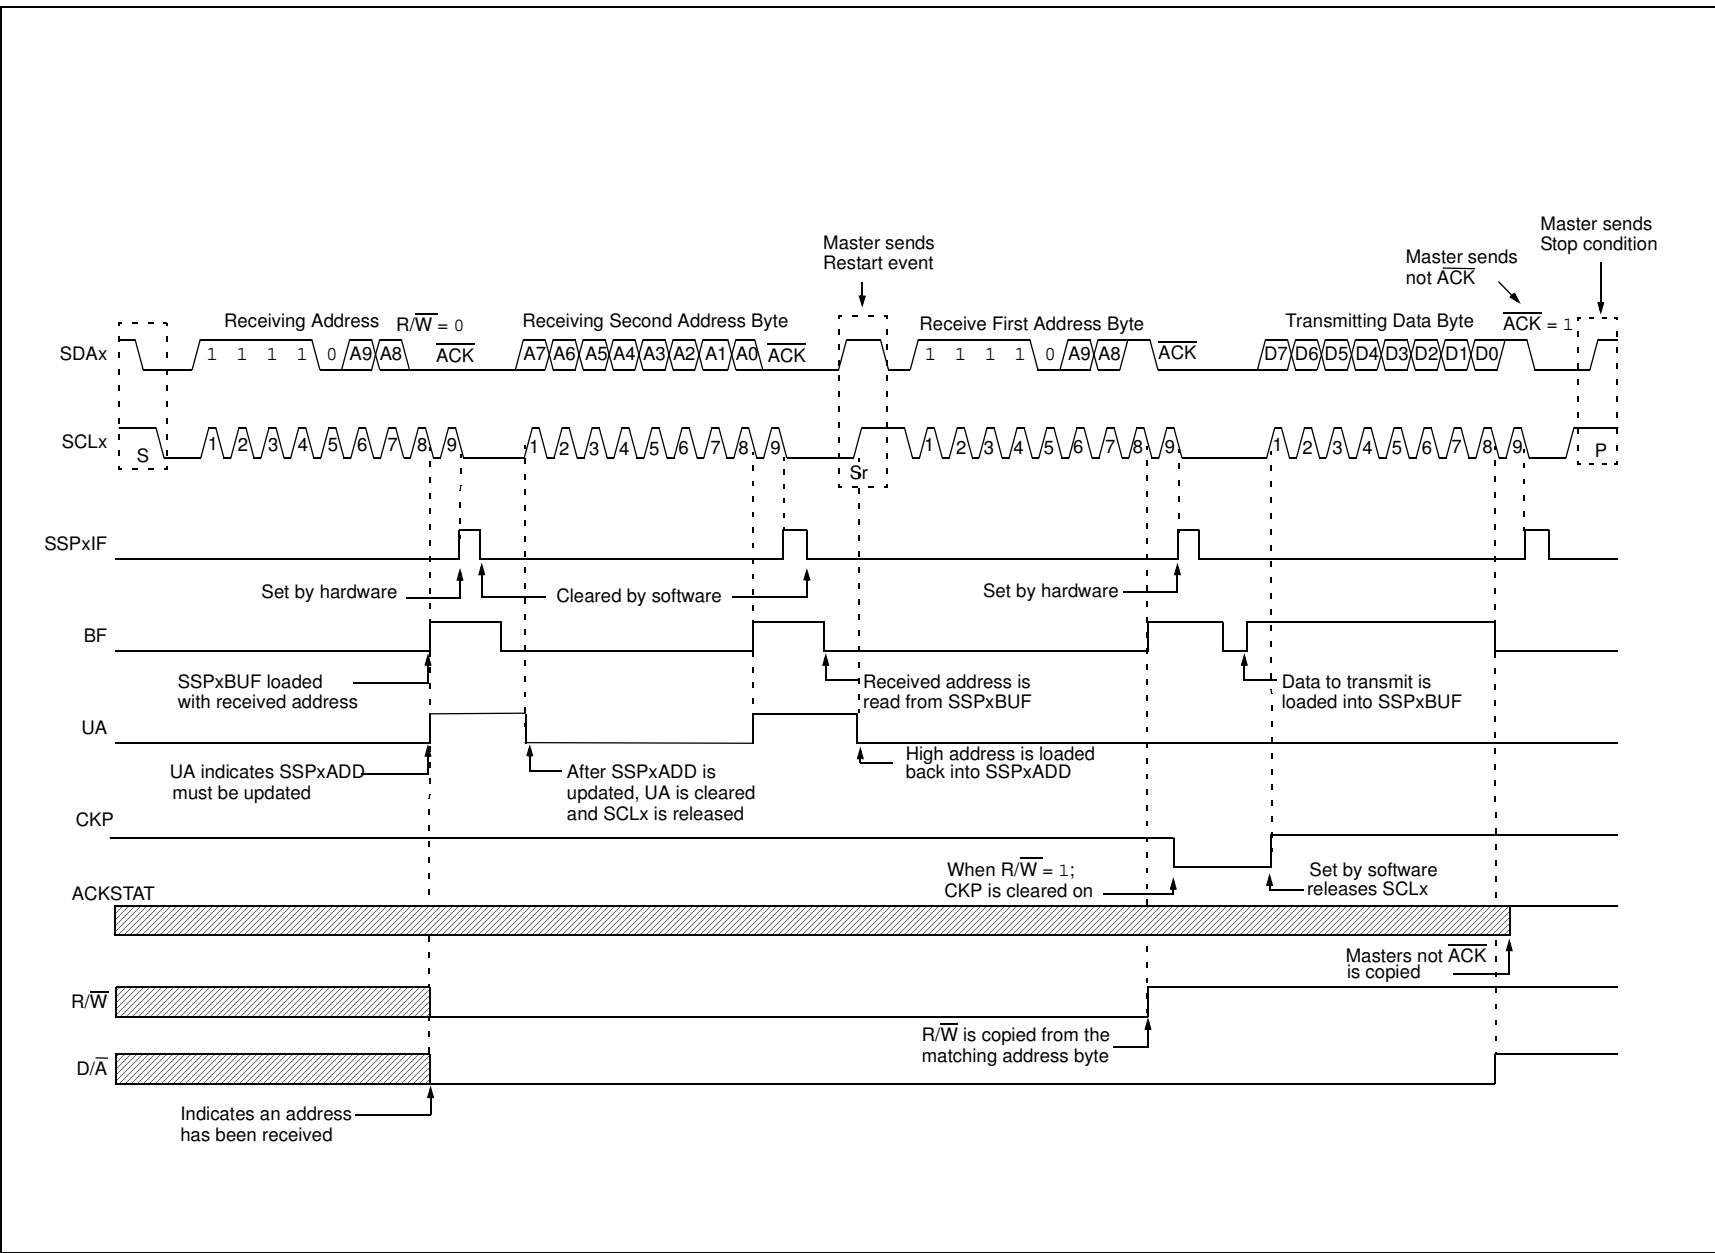 Master sends
Stop condition
Master sends
Restart event
Master sends
not ACK
Receiving Address R/W = 0
Receiving Second Address Byte
Receive First Address Byte
Transmitting Data Byte
ACK = 1
SDAx
1 1 1 1 0 A9 A8 ACK
A7 A6 A5 A4 A3 A2 A1 A0 ACK
1 1 1 1 0 A9 A8 ACK
D7 D6 D5 D4 D3 D2 D1 D0
SCLx
S
1 2 3 4 5 6 7 8 9
1 2 3 4 5 6 7 8 9
Sr
1 2 3 4 5 6 7 8 9
1 2 3 4 5 6 7 8 9
P
SSPxIF
Set by hardware
Cleared by software
Set by hardware
BF
SSPxBUF loaded
with received address
Received address is
read from SSPxBUF
Data to transmit is
loaded into SSPxBUF
UA
UA indicates SSPxADD
must be updated
After SSPxADD is
updated, UA is cleared
and SCLx is released
High address is loaded
back into SSPxADD
CKP
When R/W = 1;
CKP is cleared on
Set by software
releases SCLx
ACKSTAT
Masters not ACK
is copied
R/W
R/W is copied from the
matching address byte
D/A
Indicates an address
has been received